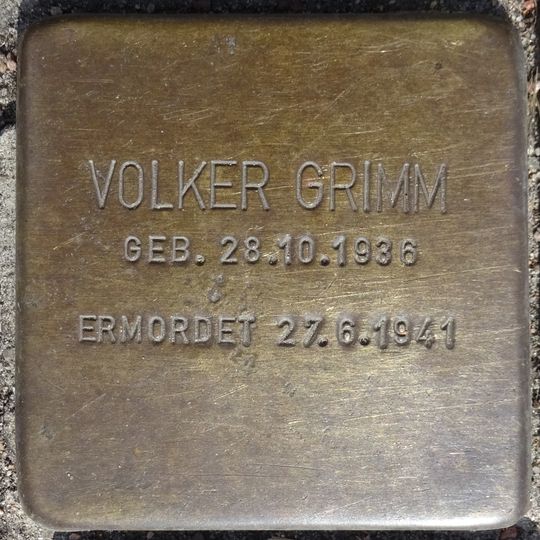 VOLKER GRIMM
GEB. 28.10.1936
ERMORDET 27.6.1941